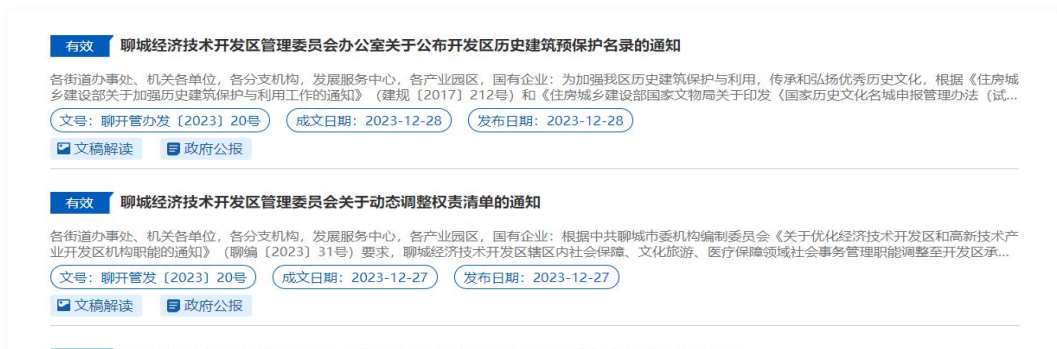 有效 聊城经济技术开发区管理委员会办公室关于公布开发区历史建筑预保护名录的通知
各街道办事处、机关各单位，各分支机构，发展服务中心，各产业园区，国有企业：为加强我区历史建筑保护与利用，传承和弘扬优秀历史文化，根据《住房城
乡建设部关于加强历史建筑保护与利用工作的通知》（建规〔2017〕212号）和《住房城乡建设部国家文物局关于印发〈国家历史文化名城申报管理办法（试...
文号：聊开管办发〔2023〕20号 成文日期：2023-12-28 发布日期：2023-12-28
文稿解读 政府公报
有效 聊城经济技术开发区管理委员会关于动态调整权责清单的通知
各街道办事处、机关各单位，各分支机构，发展服务中心，各产业园区，国有企业：根据中共聊城市委机构编制委员会《关于优化经济技术开发区和高新技术产
业开发区机构职能的通知》（聊编〔2023〕31号）要求，聊城经济技术开发区辖区内社会保障、文化旅游、医疗保障领域社会事务管理职能调整至开发区承...
文号：聊开管发〔2023〕20号 成文日期：2023-12-27 发布日期：2023-12-27
文稿解读 政府公报